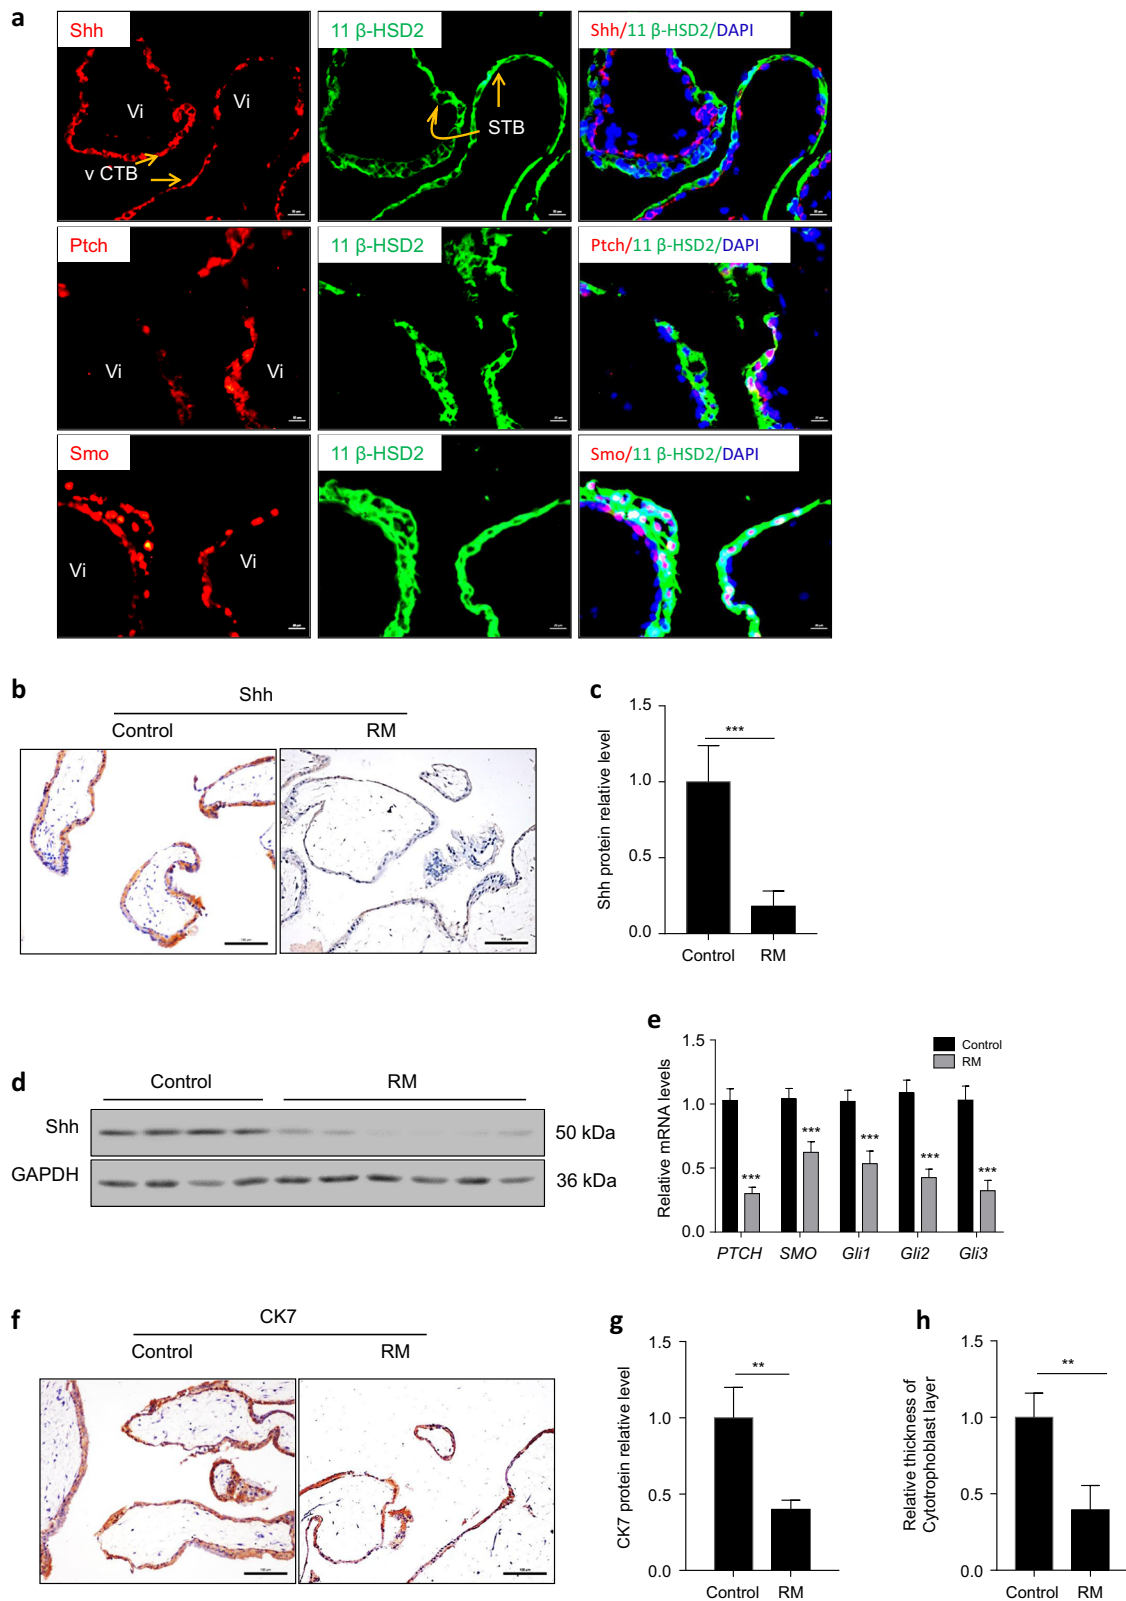 a
Shh
11 β-HSD2
Shh/11 β-HSD2/DAPI
Vi
Vi
v CTB
STB
Ptch
11 β-HSD2
Ptch/11 β-HSD2/DAPI
Vi
Vi
Smo
11 β-HSD2
Smo/11 β-HSD2/DAPI
Vi
Vi
b
Shh
Control
RM
c
Shh protein relative level
1.5
1.0
0.5
0.0
***
Control
RM
d
Control
RM
Shh
50 kDa
GAPDH
36 kDa
e
Relative mRNA levels
1.5
1.0
0.5
0.0
Control
RM
***
***
***
***
***
PTCH
SMO
Gli1
Gli2
Gli3
f
CK7
Control
RM
g
CK7 protein relative level
1.5
1.0
0.5
0.0
**
Control
RM
h
Relative thickness of
Cytotrophoblast layer
1.5
1.0
0.5
0.0
**
Control
RM